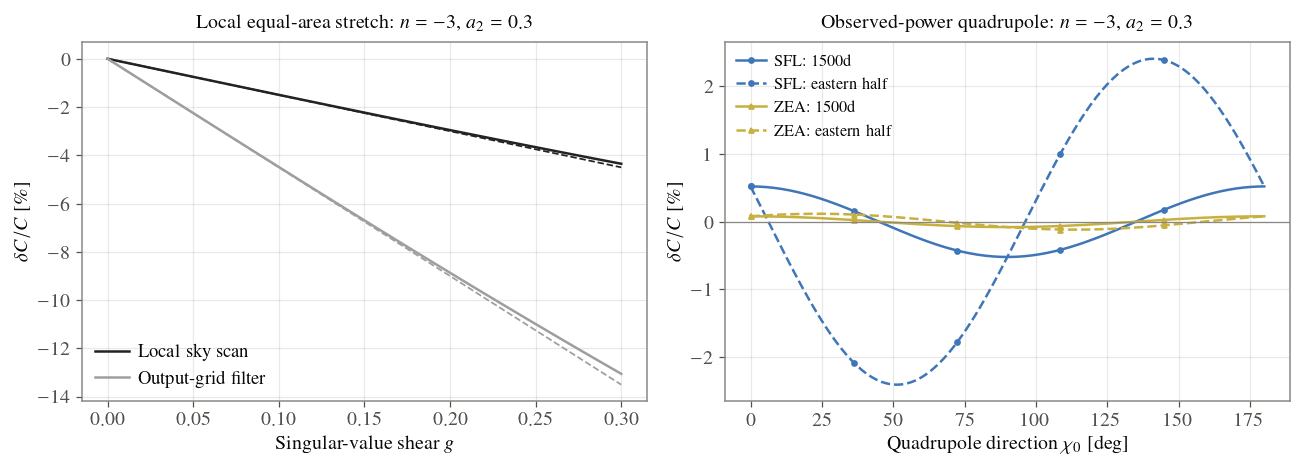 Local equal-area stretch: n = −3, a₂ = 0.3
δC/C [%]
0
−2
−4
−6
−8
−10
−12
−14
Local sky scan
Output-grid filter
0.00 0.05 0.10 0.15 0.20 0.25 0.30
Singular-value shear g
Observed-power quadrupole: n = −3, a₂ = 0.3
δC/C [%]
2
1
0
−1
−2
SFL: 1500d
SFL: eastern half
ZEA: 1500d
ZEA: eastern half
0 25 50 75 100 125 150 175
Quadrupole direction χ₀ [deg]